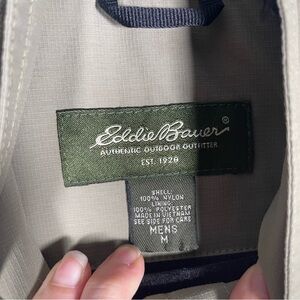 Eddie Bauer®
AUTHENTIC OUTDOOR OUTFITTER
EST. 1920
SHELL:
100% NYLON
LINING:
100% POLYESTER
MADE IN VIETNAM
SEE SIDE FOR CARE
MENS
M